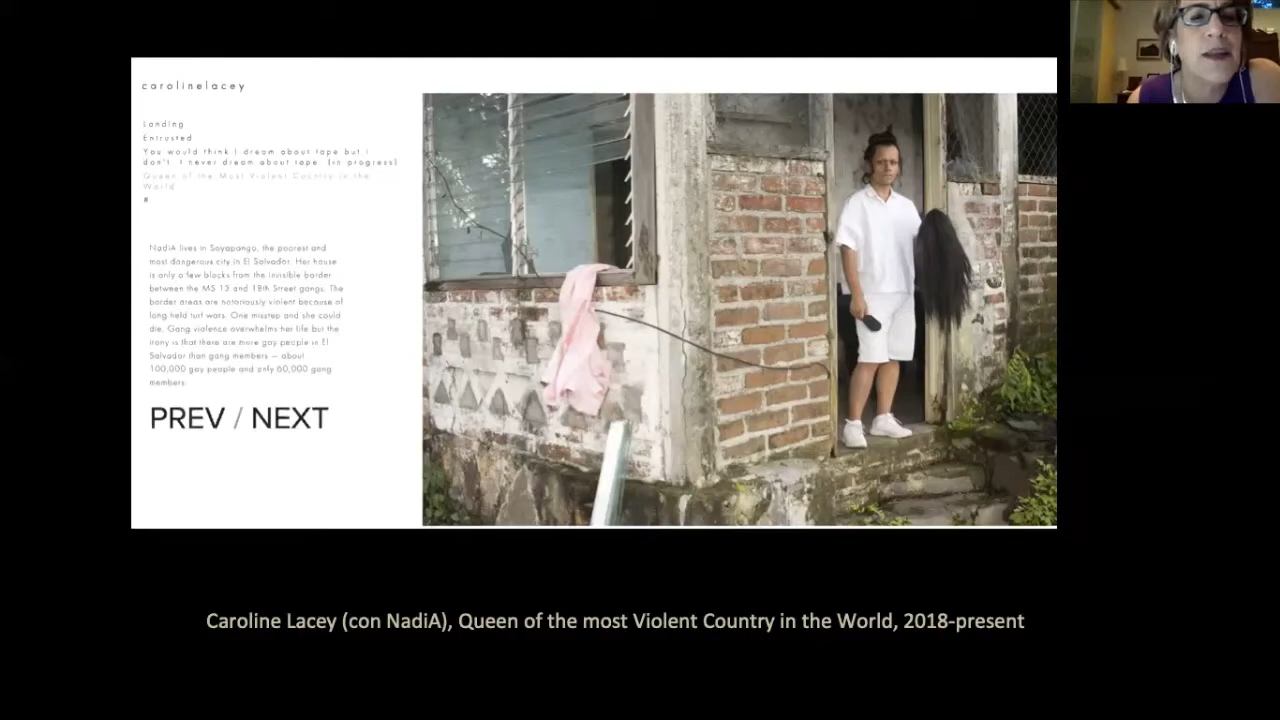 carolinelacey
Landing
Entrusted
You would think I dream about tape but I
don't. I never dream about tape. (in progress)
Queen of the Most Violent Country in the
World
#
NadiA lives in Soyapango, the poorest and
most dangerous city in El Salvador. Her house
is only a few blocks from the invisible border
between the MS 13 and 18th Street gangs. The
border areas are notoriously violent because of
long held turf wars. One misstep and she could
die. Gang violence overwhelms her life but the
irony is that there are more gay people in El
Salvador than gang members — about
100,000 gay people and only 60,000 gang
members.
PREV / NEXT
Caroline Lacey (con NadiA), Queen of the most Violent Country in the World, 2018-present